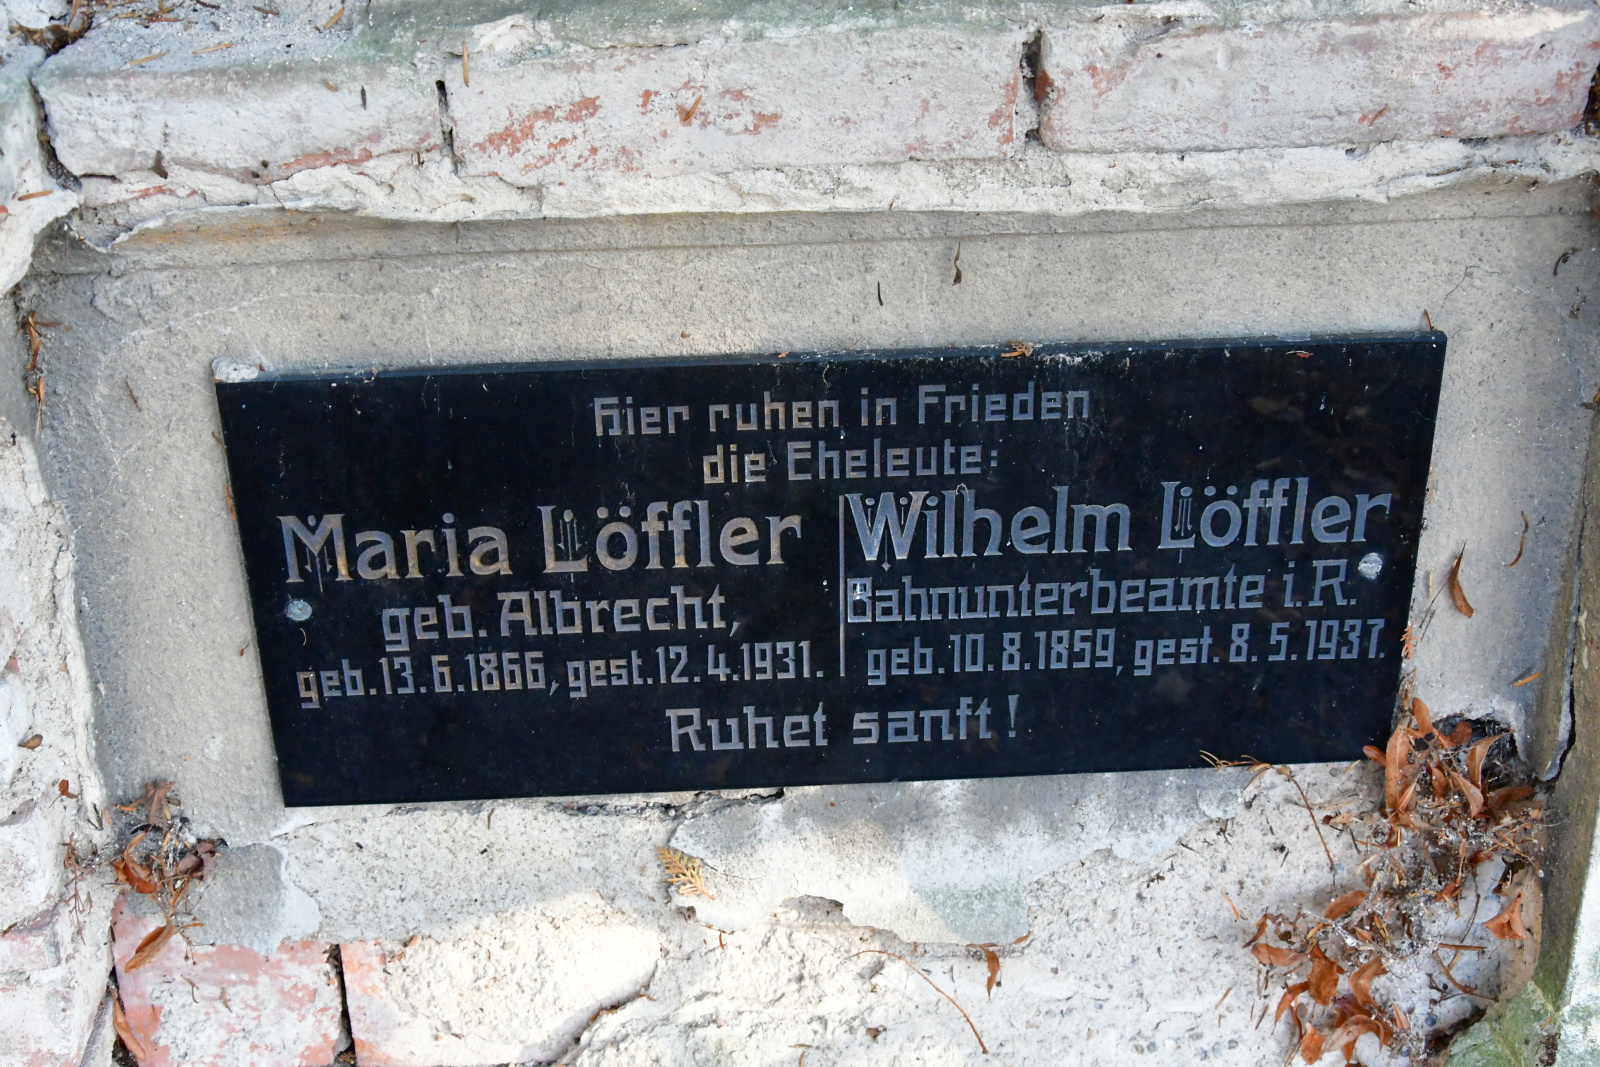 Hier ruhen in Frieden
die Eheleute:
Maria Löffler
geb. Albrecht,
geb. 13. 6. 1866, gest. 12. 4. 1931.
Wilhelm Löffler
Bahnunterbeamte i. R.
geb. 10. 8. 1859, gest. 8. 5. 1937.
Ruhet sanft!